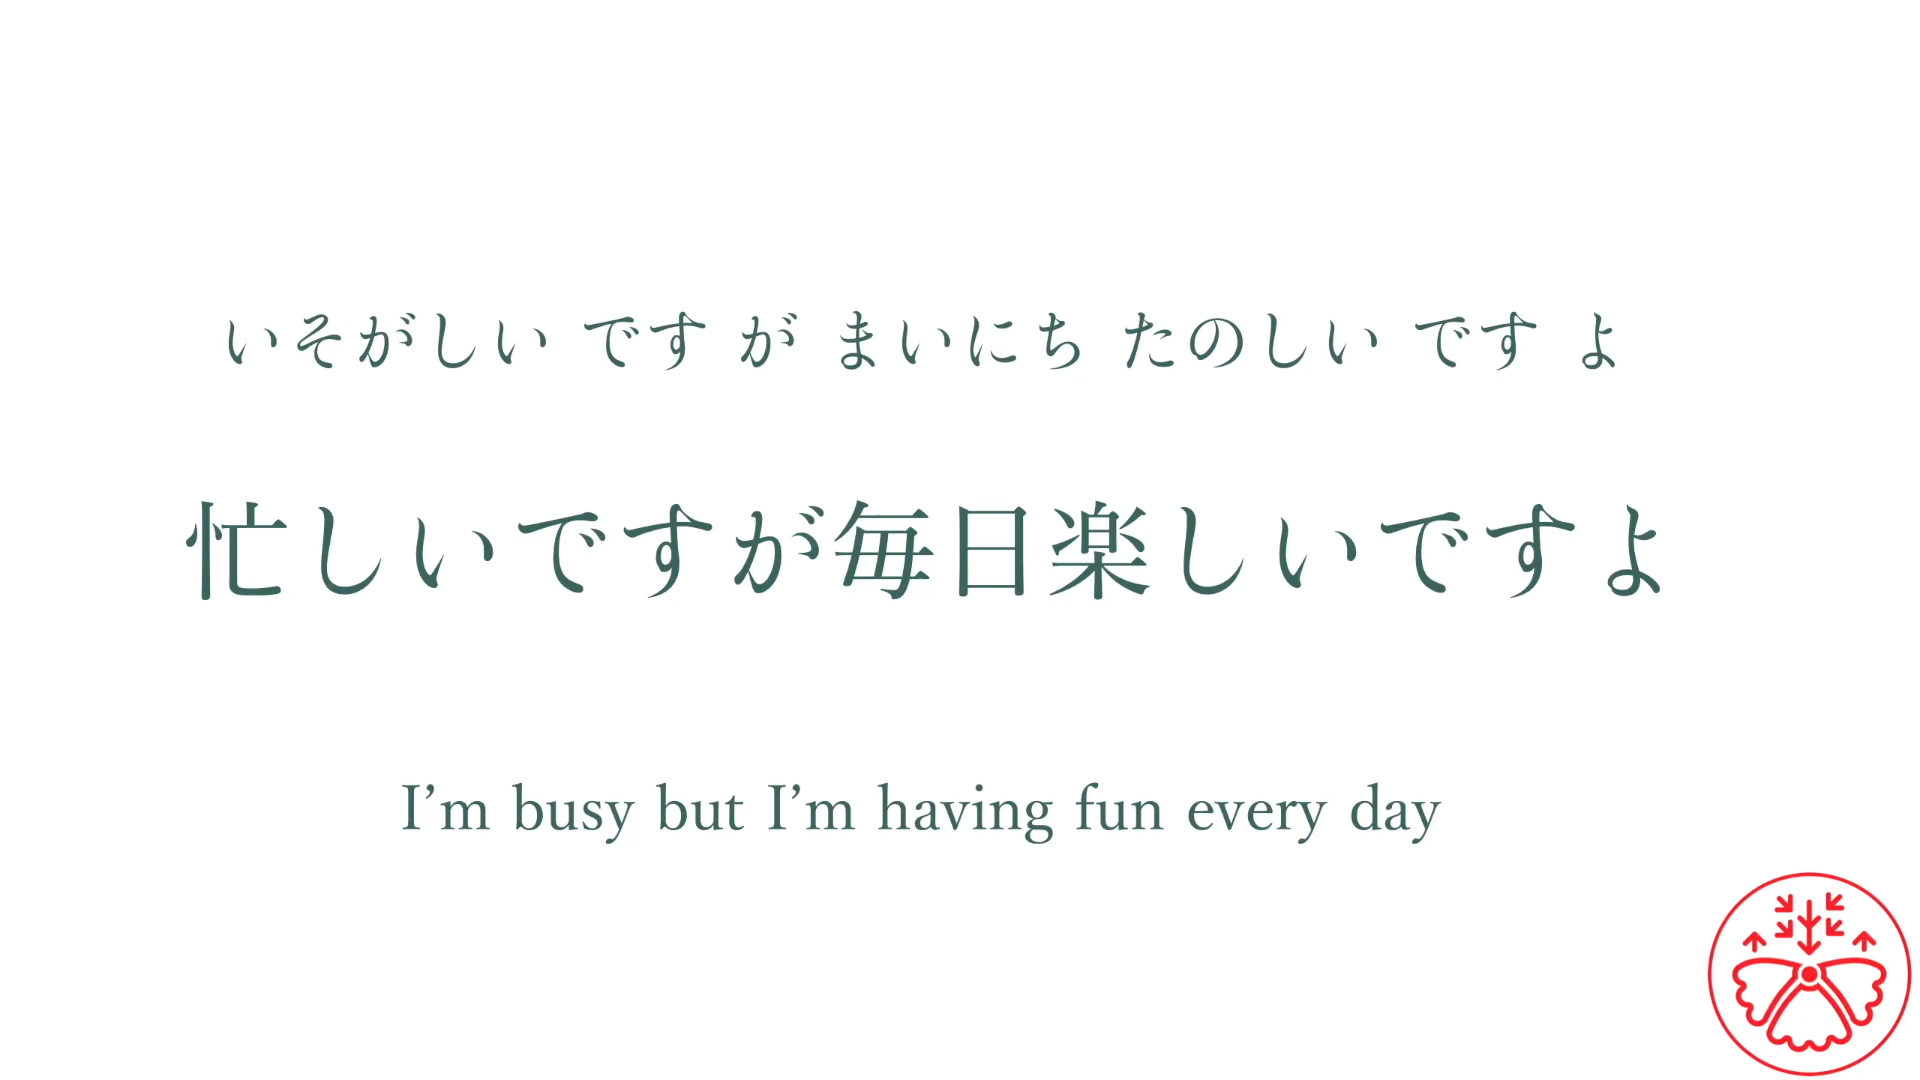 いそがしい です が まいにち たのしい です よ
忙しいですが毎日楽しいですよ
I'm busy but I'm having fun every day